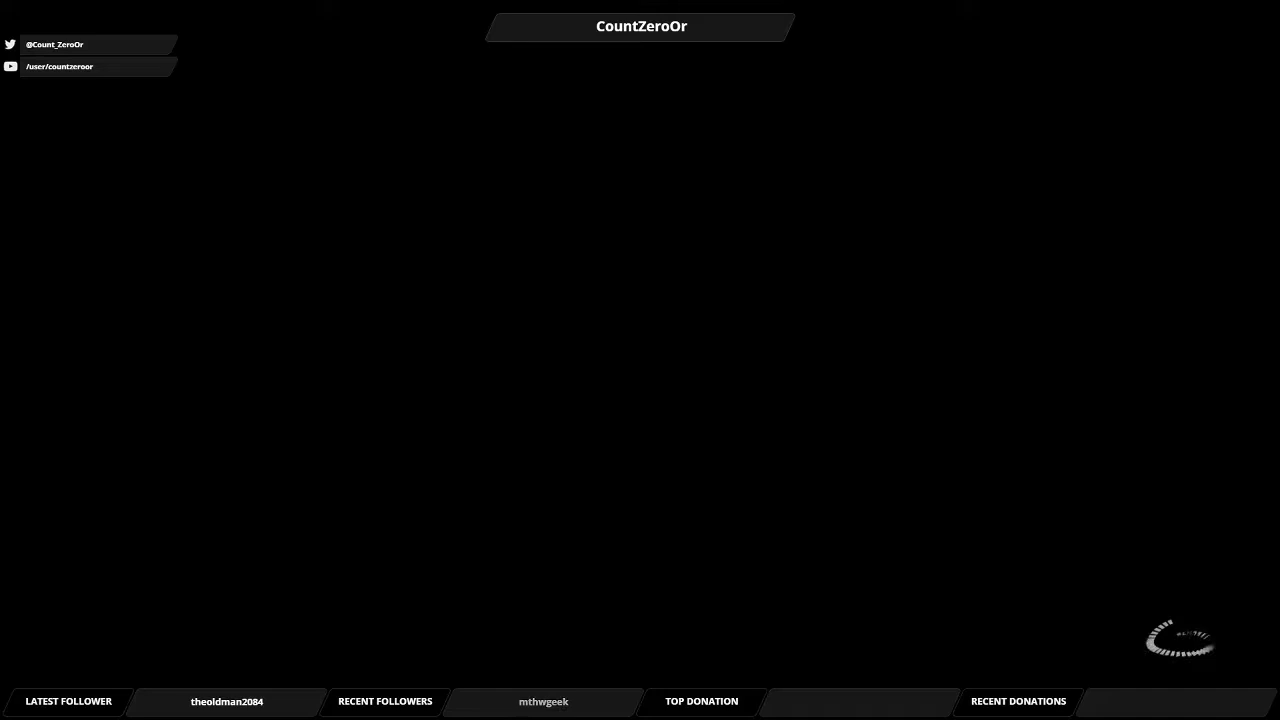 CountZeroOr
@Count_ZeroOr
/user/countzeroor
LATEST FOLLOWER theoldman2084 RECENT FOLLOWERS mthwgeek TOP DONATION RECENT DONATIONS